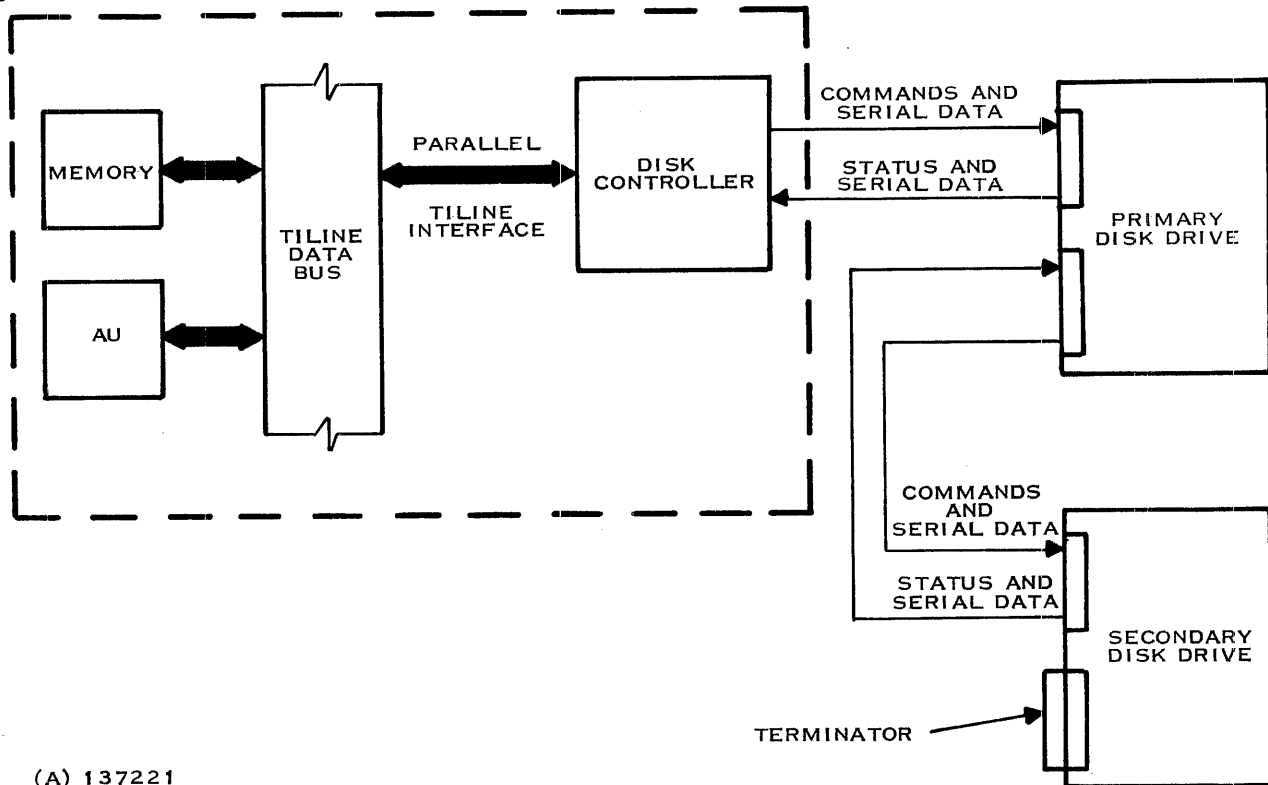 MEMORY
AU
TILINE
DATA
BUS
PARALLEL
TILINE
INTERFACE
DISK
CONTROLLER
COMMANDS AND
SERIAL DATA
STATUS AND
SERIAL DATA
PRIMARY
DISK DRIVE
COMMANDS
AND
SERIAL DATA
STATUS AND
SERIAL DATA
SECONDARY
DISK DRIVE
TERMINATOR
(A) 137221